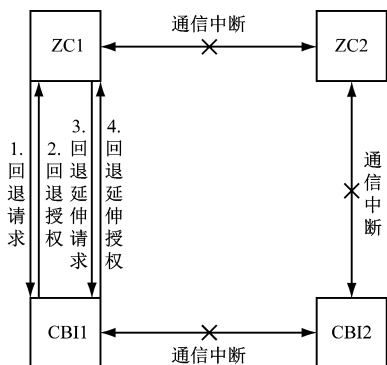 通信中断
ZC1
ZC2
1.回退请求
2.回退授权
3.回退延伸请求
4.回退延伸授权
通信中断
CBI1
CBI2
通信中断